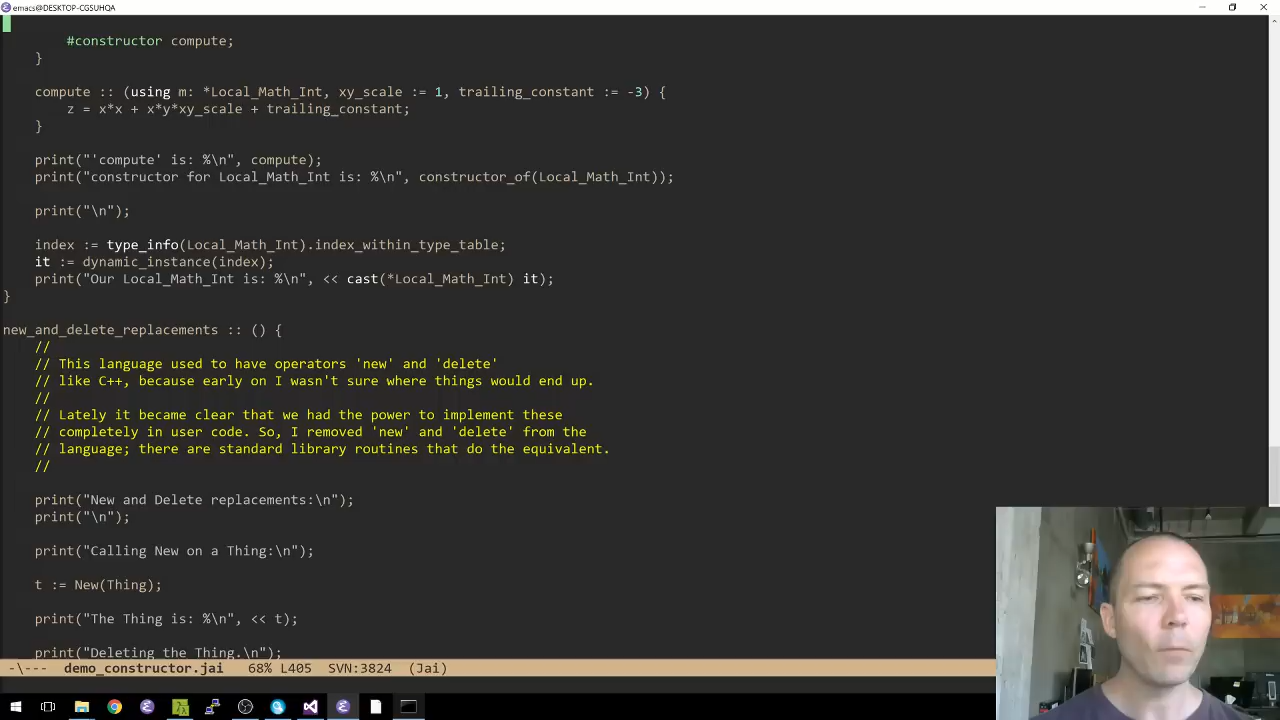 emacs@DESKTOP-CGSUHQA
#constructor compute;
}
compute :: (using m: *Local_Math_Int, xy_scale := 1, trailing_constant := -3) {
z = x*x + x*y*xy_scale + trailing_constant;
}
print("'compute' is: %\n", compute);
print("constructor for Local_Math_Int is: %\n", constructor_of(Local_Math_Int));
print("\n");
index := type_info(Local_Math_Int).index_within_type_table;
it := dynamic_instance(index);
print("Our Local_Math_Int is: %\n", << cast(*Local_Math_Int) it);
}
new_and_delete_replacements :: () {
//
// This language used to have operators 'new' and 'delete'
// like C++, because early on I wasn't sure where things would end up.
//
// Lately it became clear that we had the power to implement these
// completely in user code. So, I removed 'new' and 'delete' from the
// language; there are standard library routines that do the equivalent.
//
print("New and Delete replacements:\n");
print("\n");
print("Calling New on a Thing:\n");
t := New(Thing);
print("The Thing is: %\n", << t);
print("Deleting the Thing.\n");
-\--- demo_constructor.jai 68% L405 SVN:3824 (Jai)